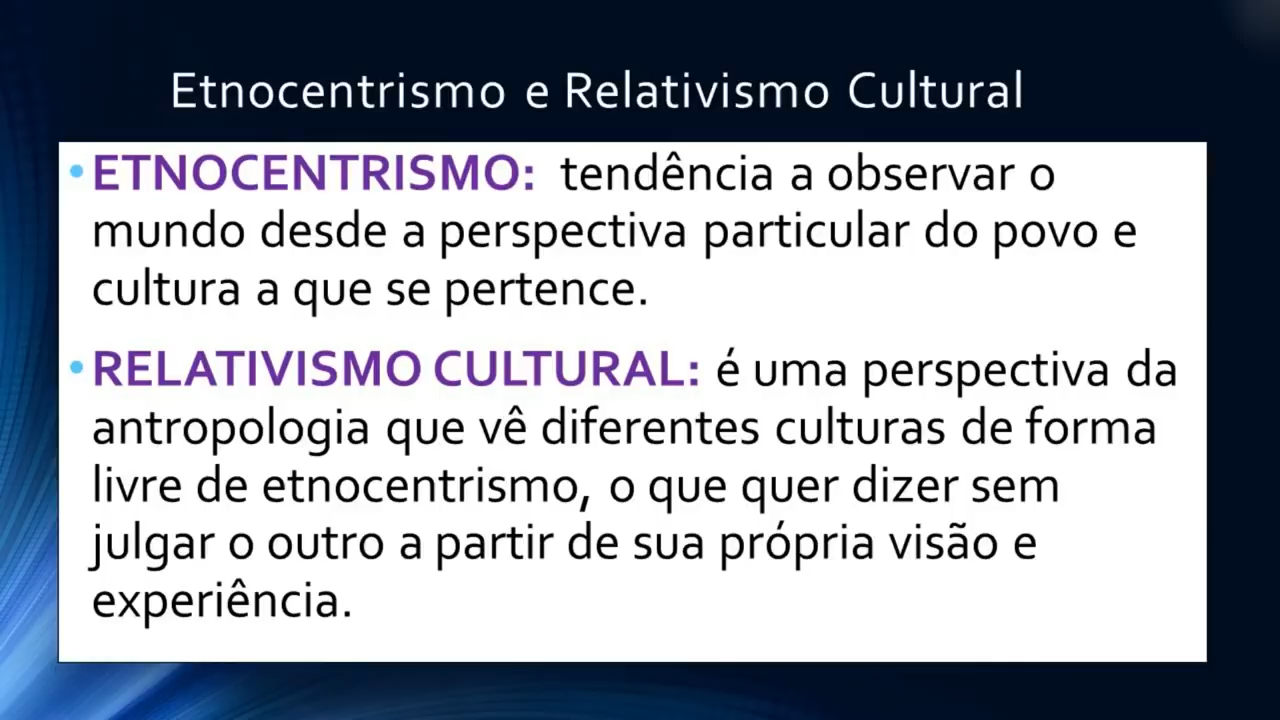 Etnocentrismo e Relativismo Cultural
• ETNOCENTRISMO: tendência a observar o
mundo desde a perspectiva particular do povo e
cultura a que se pertence.
• RELATIVISMO CULTURAL: é uma perspectiva da
antropologia que vê diferentes culturas de forma
livre de etnocentrismo, o que quer dizer sem
julgar o outro a partir de sua própria visão e
experiência.